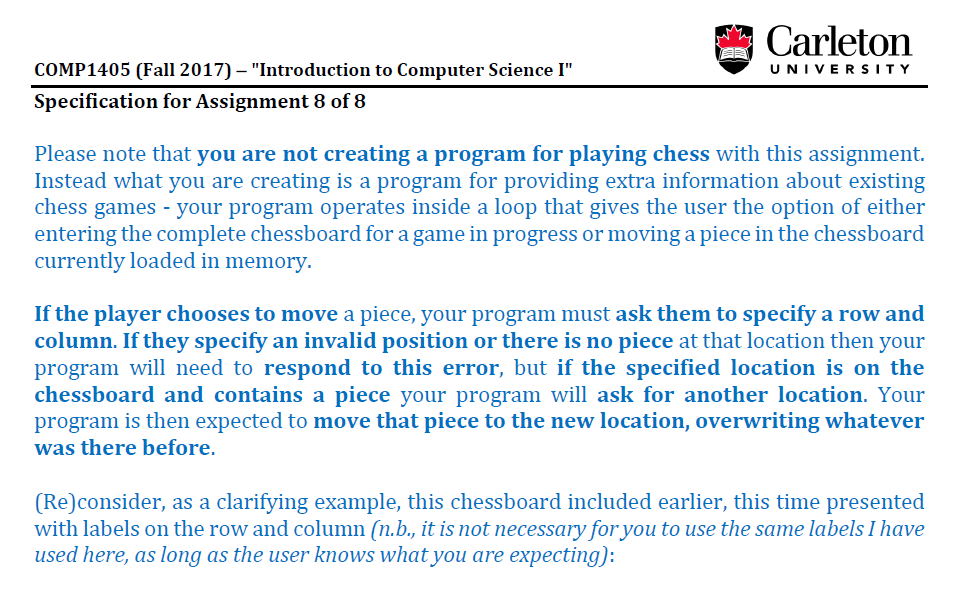 Carleton
UNIVERSITY
COMP1405 (Fall 2017) – "Introduction to Computer Science I"
Specification for Assignment 8 of 8
Please note that you are not creating a program for playing chess with this assignment.
Instead what you are creating is a program for providing extra information about existing
chess games - your program operates inside a loop that gives the user the option of either
entering the complete chessboard for a game in progress or moving a piece in the chessboard
currently loaded in memory.
If the player chooses to move a piece, your program must ask them to specify a row and
column. If they specify an invalid position or there is no piece at that location then your
program will need to respond to this error, but if the specified location is on the
chessboard and contains a piece your program will ask for another location. Your
program is then expected to move that piece to the new location, overwriting whatever
was there before.
(Re)consider, as a clarifying example, this chessboard included earlier, this time presented
with labels on the row and column (n.b., it is not necessary for you to use the same labels I have
used here, as long as the user knows what you are expecting):